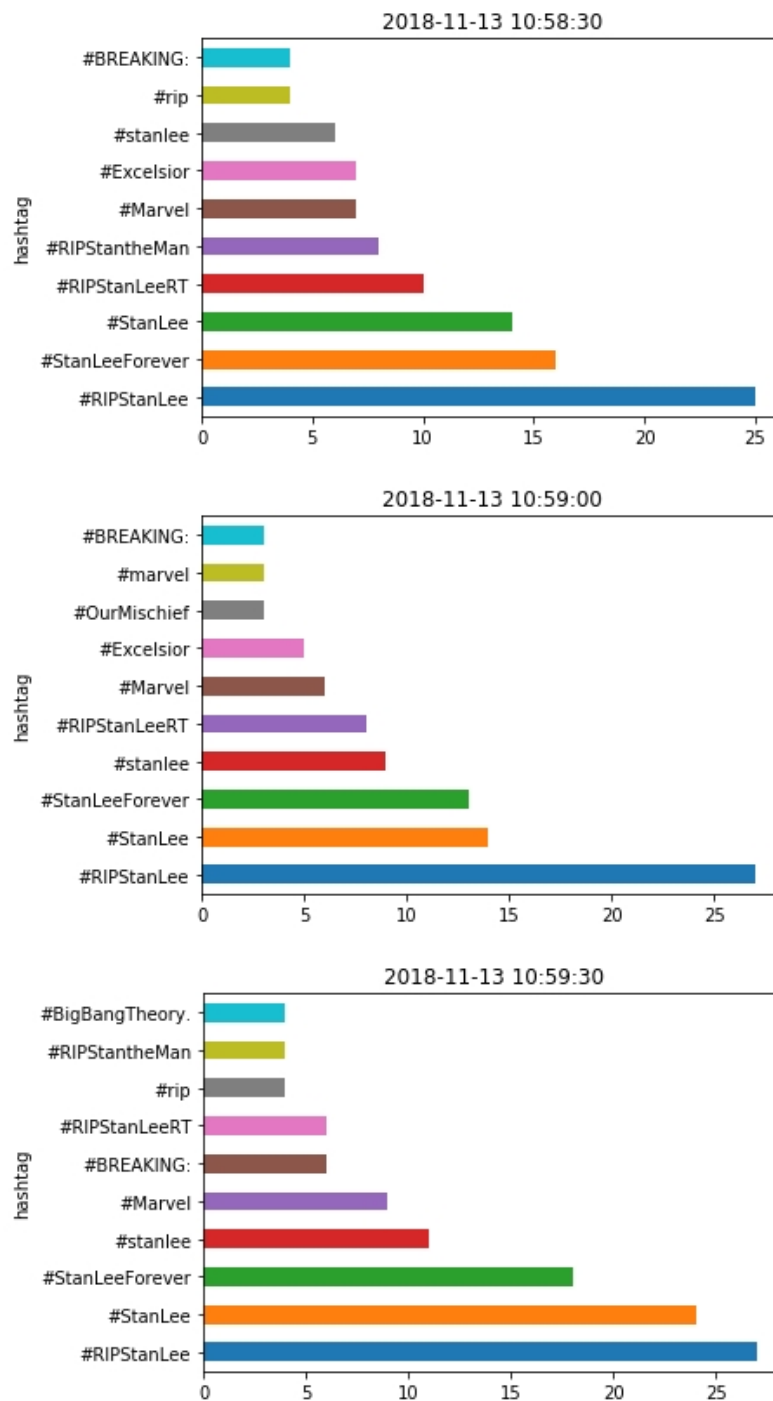 2018-11-13 10:58:30
#BREAKING:
#rip
#stanlee
#Excelsior
#Marvel
#RIPStantheMan
#RIPStanLeeRT
#StanLee
#StanLeeForever
#RIPStanLee
hashtag
0 5 10 15 20 25
2018-11-13 10:59:00
#BREAKING:
#marvel
#OurMischief
#Excelsior
#Marvel
#RIPStanLeeRT
#stanlee
#StanLeeForever
#StanLee
#RIPStanLee
hashtag
0 5 10 15 20 25
2018-11-13 10:59:30
#BigBangTheory.
#RIPStantheMan
#rip
#RIPStanLeeRT
#BREAKING:
#Marvel
#stanlee
#StanLeeForever
#StanLee
#RIPStanLee
hashtag
0 5 10 15 20 25